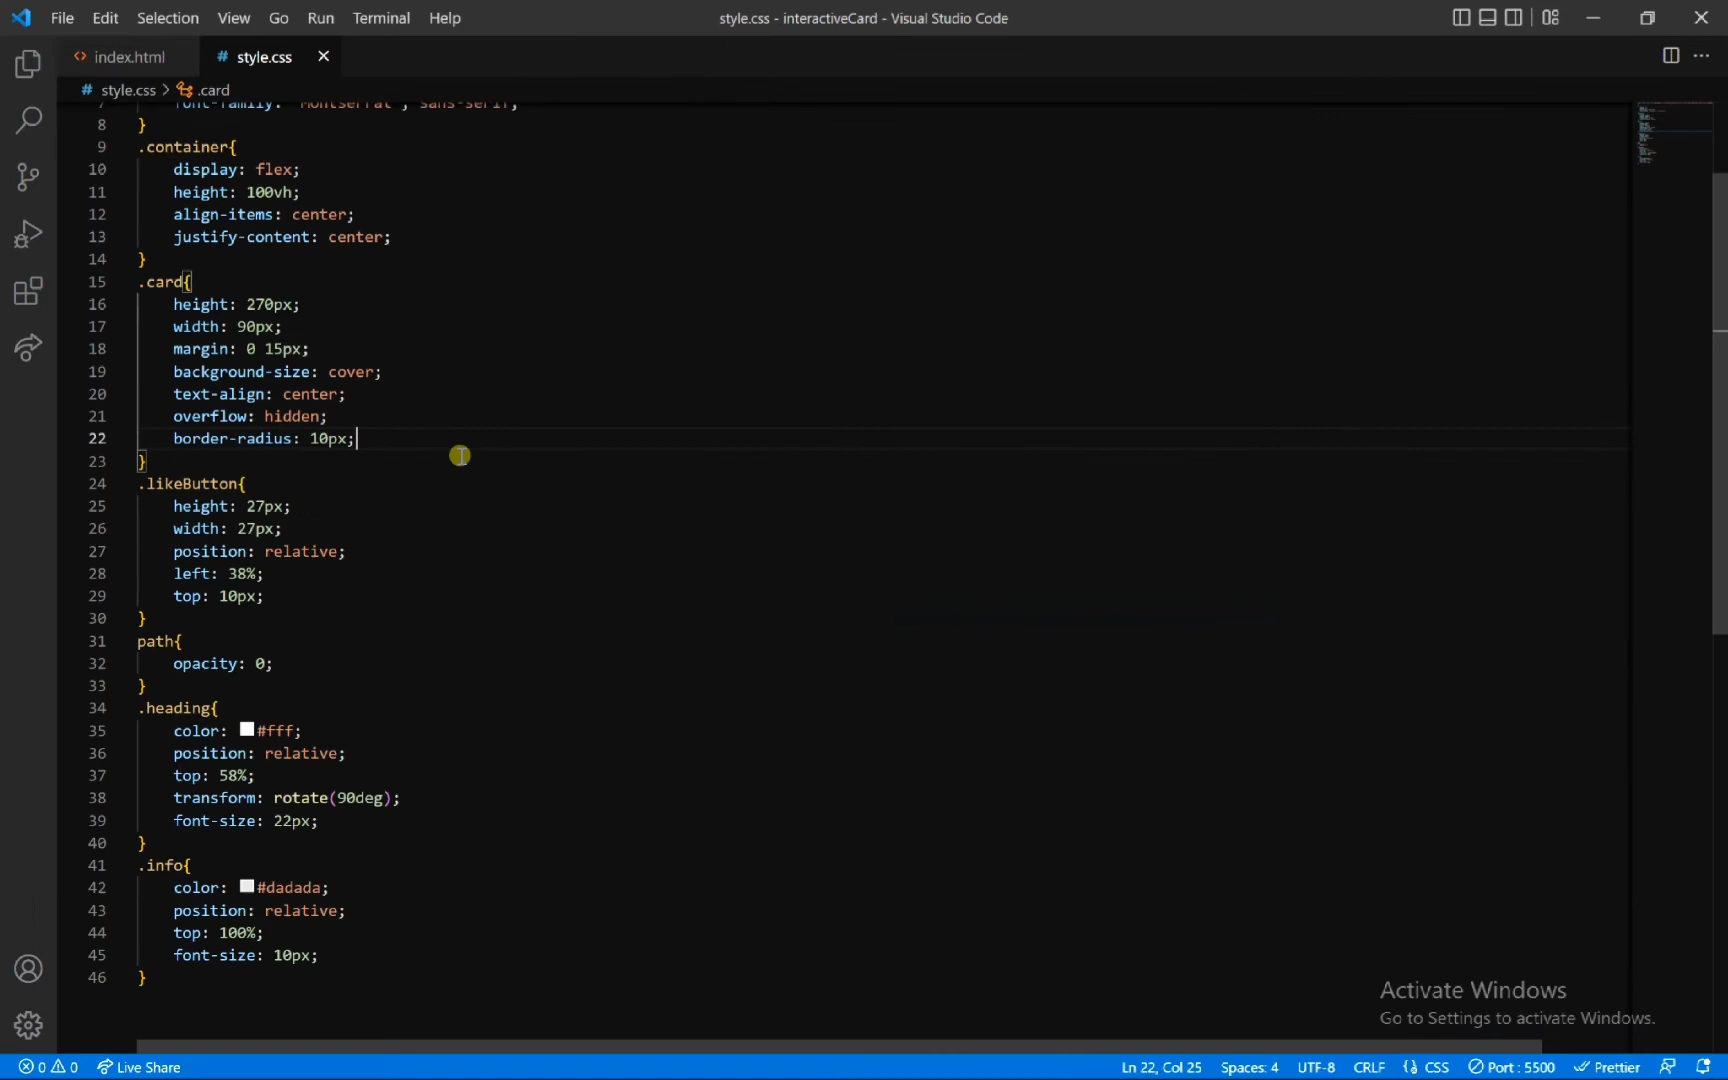 File Edit Selection View Go Run Terminal Help style.css - interactiveCard - Visual Studio Code
<> index.html # style.css
# style.css > .card
7 font-family: 'Montserrat', sans-serif;
8 }
9 .container{
10 display: flex;
11 height: 100vh;
12 align-items: center;
13 justify-content: center;
14 }
15 .card{
16 height: 270px;
17 width: 90px;
18 margin: 0 15px;
19 background-size: cover;
20 text-align: center;
21 overflow: hidden;
22 border-radius: 10px;
23 }
24 .likeButton{
25 height: 27px;
26 width: 27px;
27 position: relative;
28 left: 38%;
29 top: 10px;
30 }
31 path{
32 opacity: 0;
33 }
34 .heading{
35 color: #fff;
36 position: relative;
37 top: 58%;
38 transform: rotate(90deg);
39 font-size: 22px;
40 }
41 .info{
42 color: #dadada;
43 position: relative;
44 top: 100%;
45 font-size: 10px;
46 }
Activate Windows
Go to Settings to activate Windows.
0 0 Live Share Ln 22, Col 25 Spaces: 4 UTF-8 CRLF {} CSS Port : 5500 Prettier